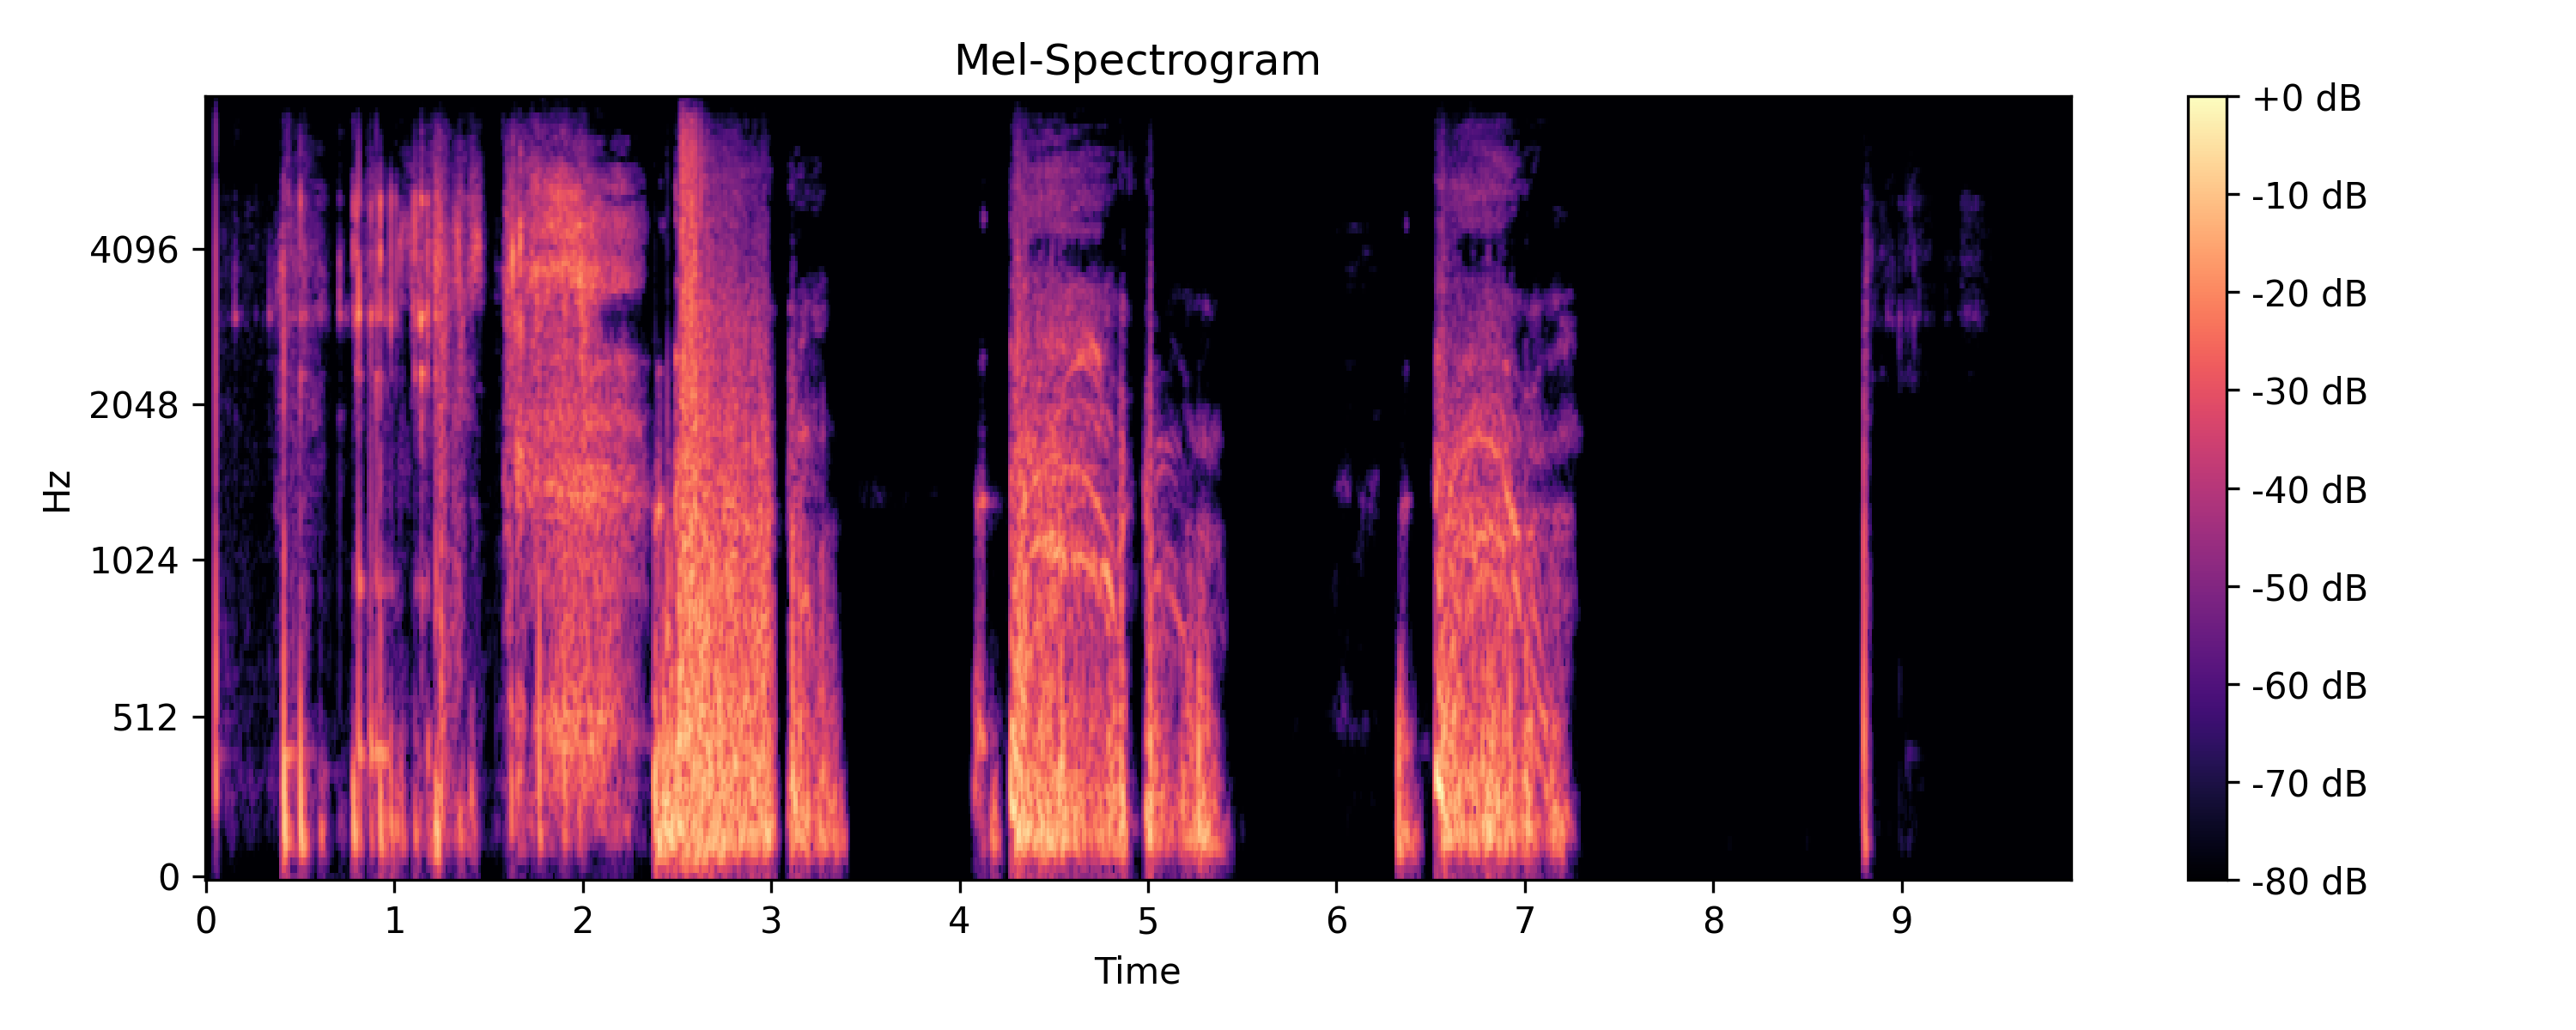 Mel-Spectrogram
Hz
4096
2048
1024
512
0
0 1 2 3 4 5 6 7 8 9
Time
+0 dB
-10 dB
-20 dB
-30 dB
-40 dB
-50 dB
-60 dB
-70 dB
-80 dB